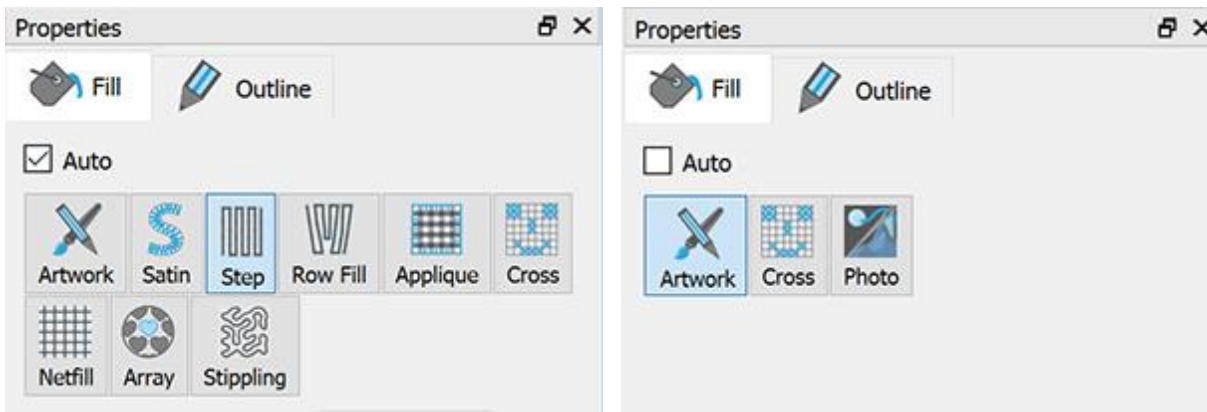 Properties
Fill Outline
Auto
Artwork Satin Step Row Fill Applique Cross
Netfill Array Stippling
Properties
Fill Outline
Auto
Artwork Cross Photo